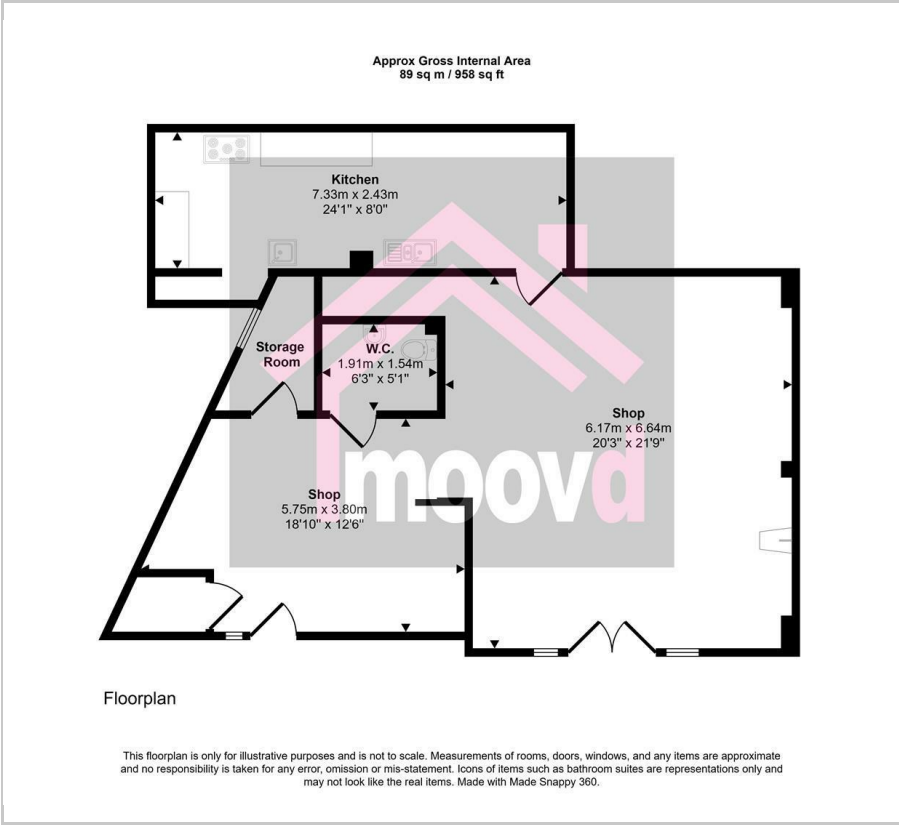 Approx Gross Internal Area
89 sq m / 958 sq ft
Kitchen
7.33m x 2.43m
24'1" x 8'0"
Storage
Room
W.C.
1.91m x 1.54m
6'3" x 5'1"
Shop
6.17m x 6.64m
20'3" x 21'9"
Shop
5.75m x 3.80m
18'10" x 12'6"
moovd
Floorplan
This floorplan is only for illustrative purposes and is not to scale. Measurements of rooms, doors, windows, and any items are approximate
and no responsibility is taken for any error, omission or mis-statement. Icons of items such as bathroom suites are representations only and
may not look like the real items. Made with Made Snappy 360.